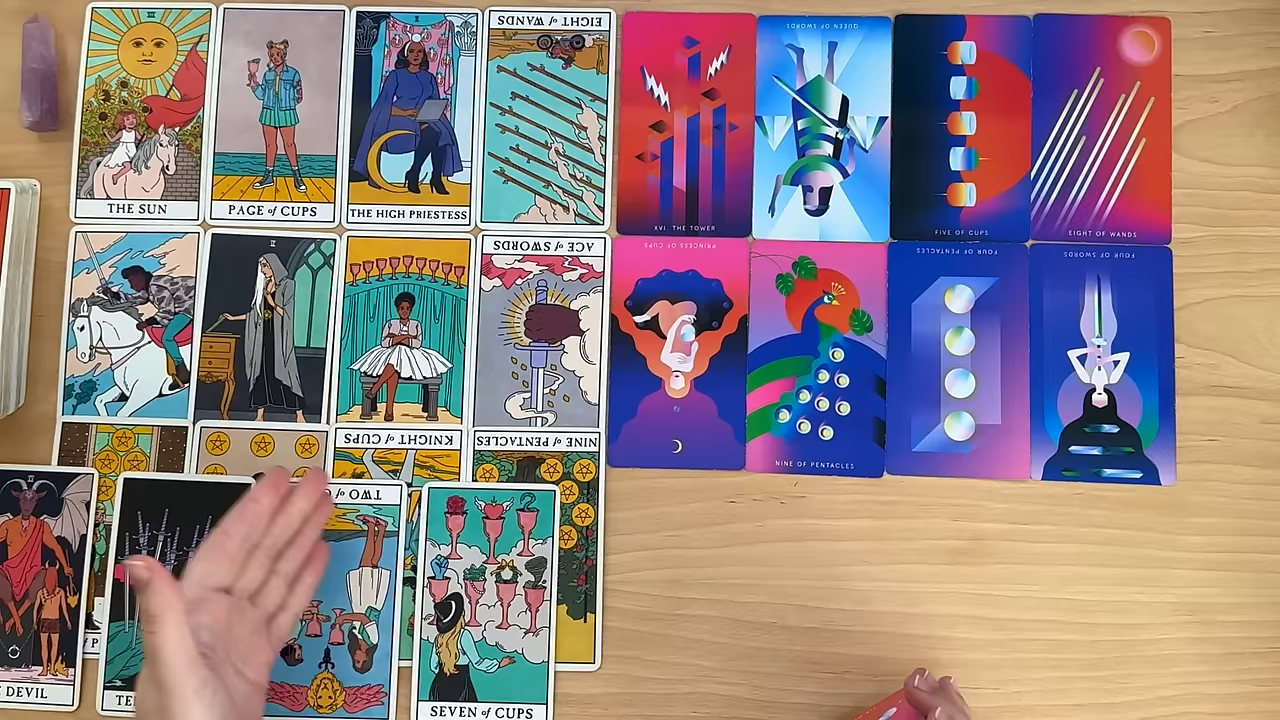 THE SUN
PAGE of CUPS
II
THE HIGH PRIESTESS
EIGHT of WANDS
XVI. THE TOWER
QUEEN OF SWORDS
FIVE OF CUPS
EIGHT OF WANDS
II
ACE of SWORDS
PRINCESS OF CUPS
NINE OF PENTACLES
FOUR OF PENTACLES
FOUR OF SWORDS
KNIGHT of CUPS
NINE of PENTACLES
TWO of
DEVIL
SEVEN of CUPS